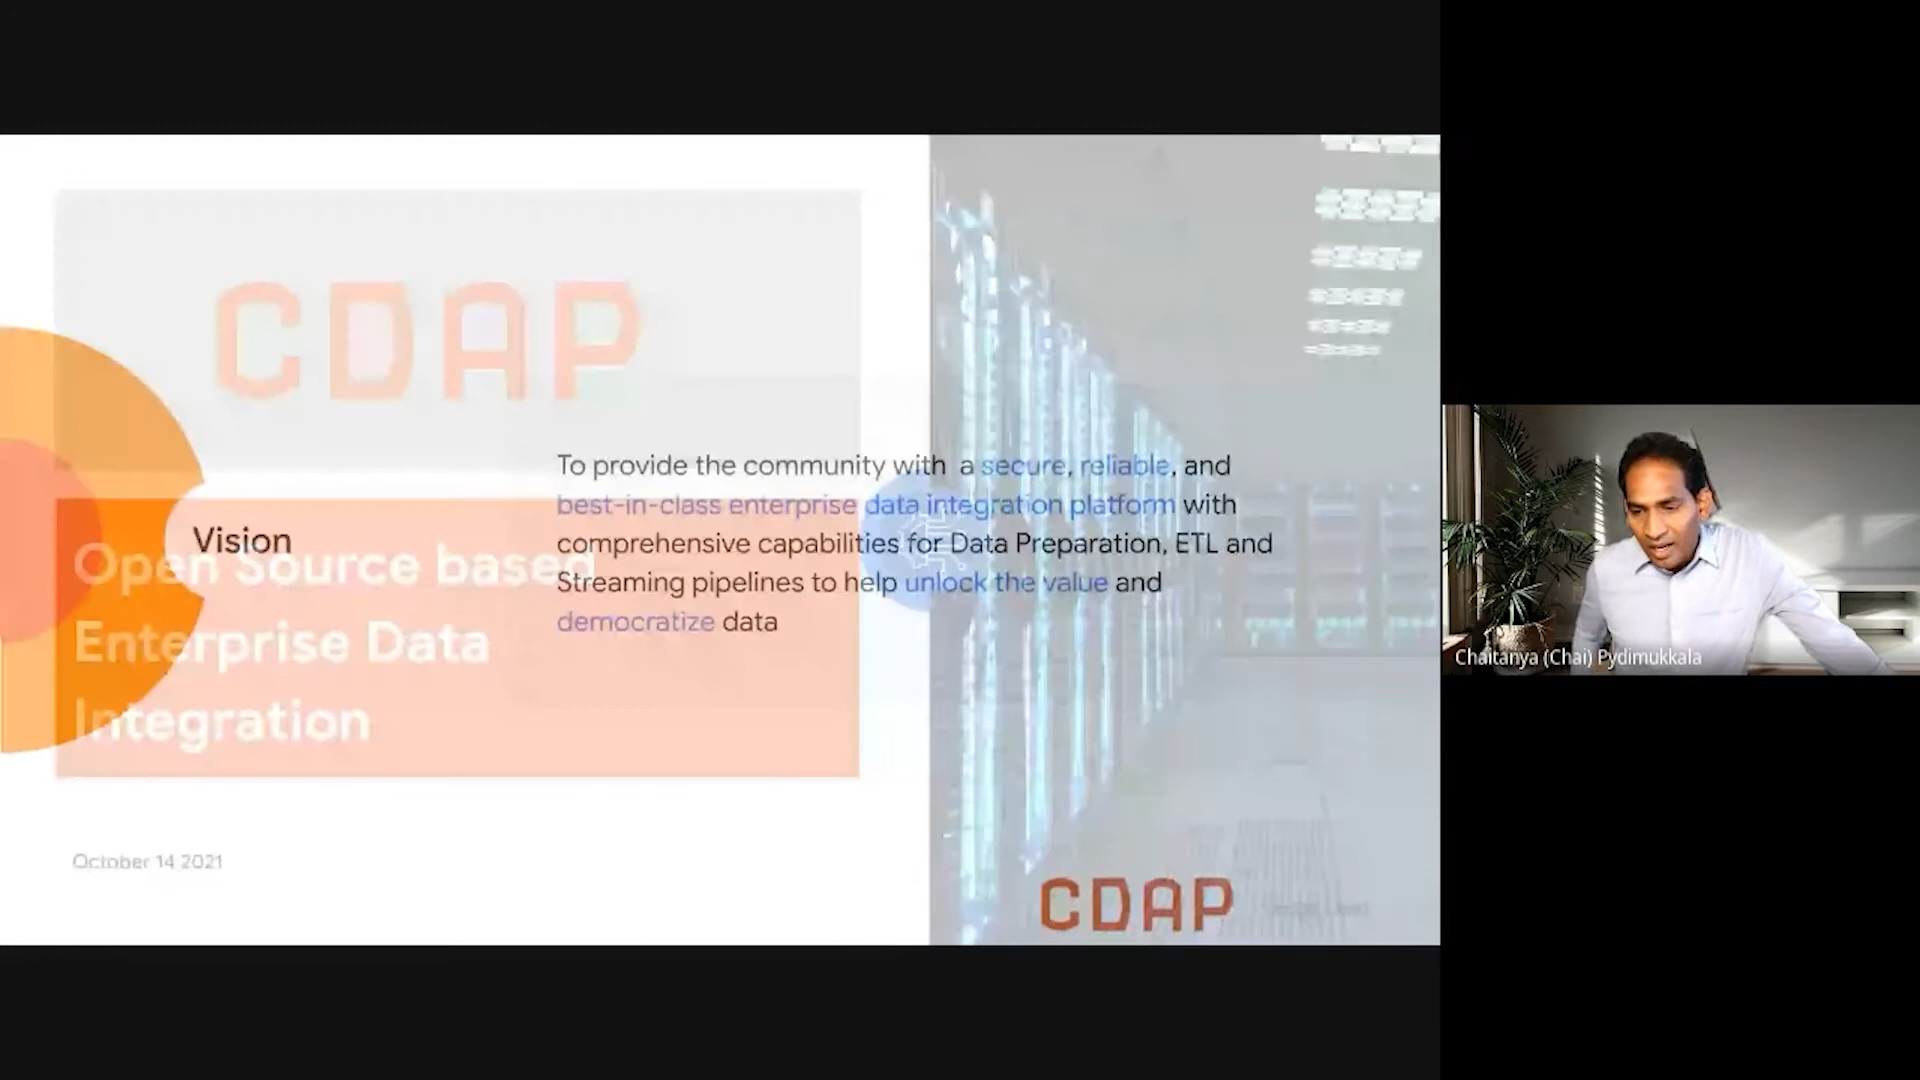 CDAP
Open Source based
Enterprise Data
Integration
October 14 2021
Vision
To provide the community with a secure, reliable, and
best-in-class enterprise data integration platform with
comprehensive capabilities for Data Preparation, ETL and
Streaming pipelines to help unlock the value and
democratize data
CDAP
Chaitanya (Chai) Pydimukkala